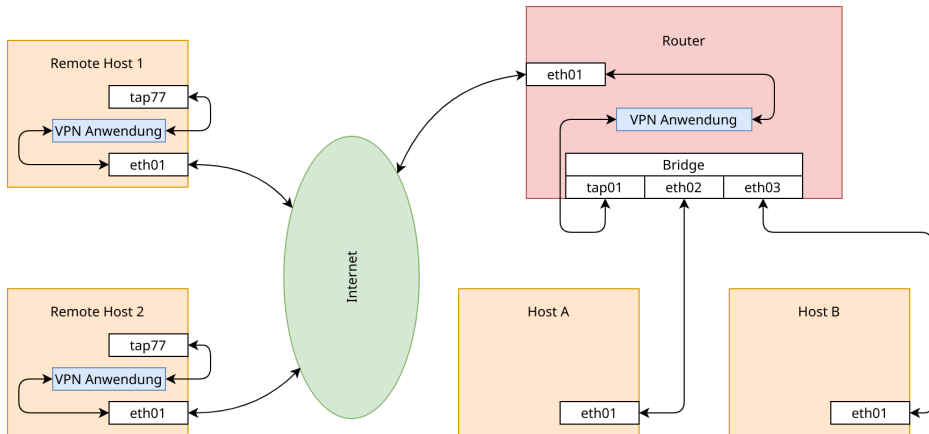 Remote Host 1
tap77
VPN Anwendung
eth01
Remote Host 2
tap77
VPN Anwendung
eth01
Internet
Router
eth01
VPN Anwendung
Bridge
tap01 eth02 eth03
Host A
eth01
Host B
eth01